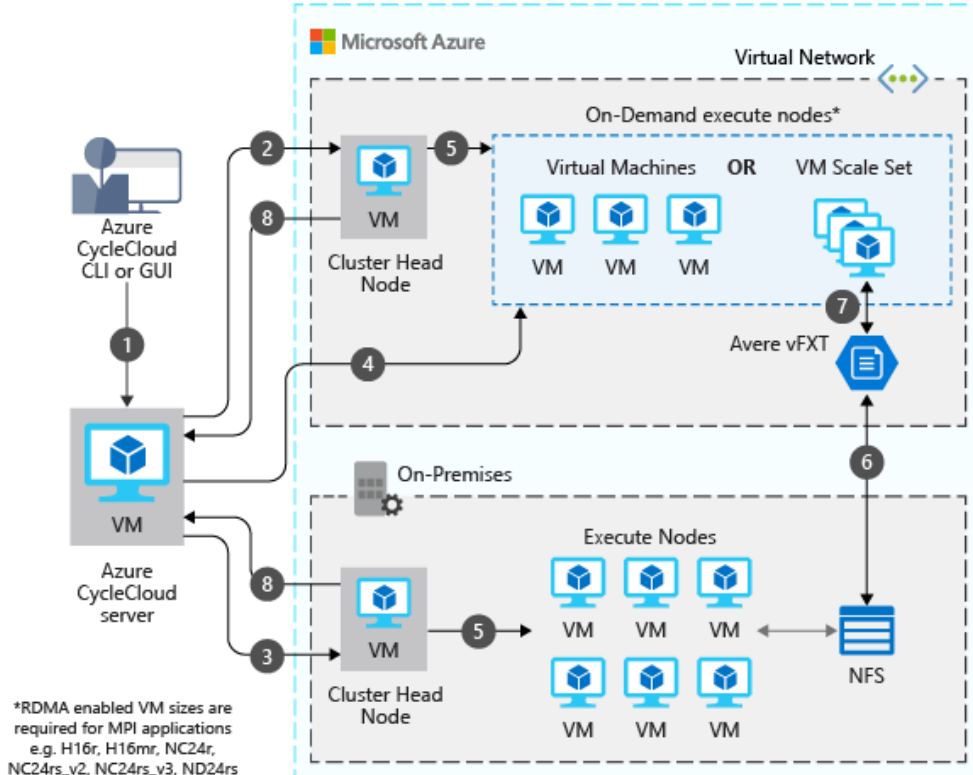 Microsoft Azure
Virtual Network
On-Demand execute nodes*
Virtual Machines OR VM Scale Set
VM
VM
VM
VM
Cluster Head
Node
2
5
8
7
Avere vFXT
Azure
CycleCloud
CLI or GUI
1
4
6
VM
Azure
CycleCloud
server
On-Premises
Execute Nodes
VM VM VM
VM VM VM
8
5
3
VM
Cluster Head
Node
NFS
*RDMA enabled VM sizes are
required for MPI applications
e.g. H16r, H16mr, NC24r,
NC24rs_v2, NC24rs_v3, ND24rs